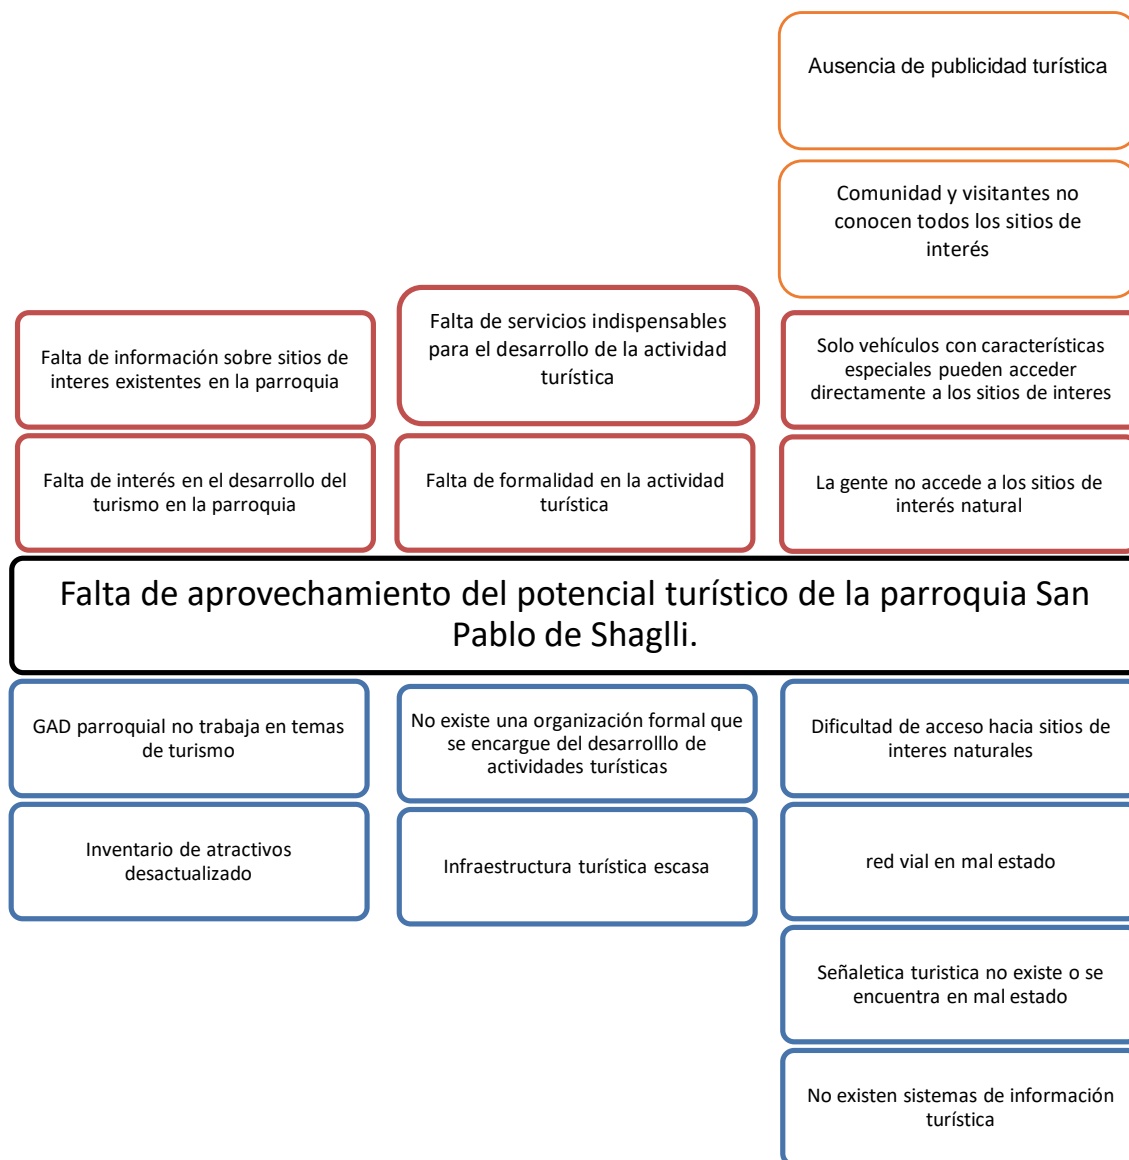 Ausencia de publicidad turística
Comunidad y visitantes no
conocen todos los sitios de
interés
Falta de información sobre sitios de
interes existentes en la parroquia
Falta de servicios indispensables
para el desarrollo de la actividad
turística
Solo vehículos con características
especiales pueden acceder
directamente a los sitios de interes
Falta de interés en el desarrollo del
turismo en la parroquia
Falta de formalidad en la actividad
turística
La gente no accede a los sitios de
interés natural
Falta de aprovechamiento del potencial turístico de la parroquia San
Pablo de Shaglli.
GAD parroquial no trabaja en temas
de turismo
No existe una organización formal que
se encargue del desarrolllo de
actividades turísticas
Dificultad de acceso hacia sitios de
interes naturales
Inventario de atractivos
desactualizado
Infraestructura turística escasa
red vial en mal estado
Señaletica turistica no existe o se
encuentra en mal estado
No existen sistemas de información
turística